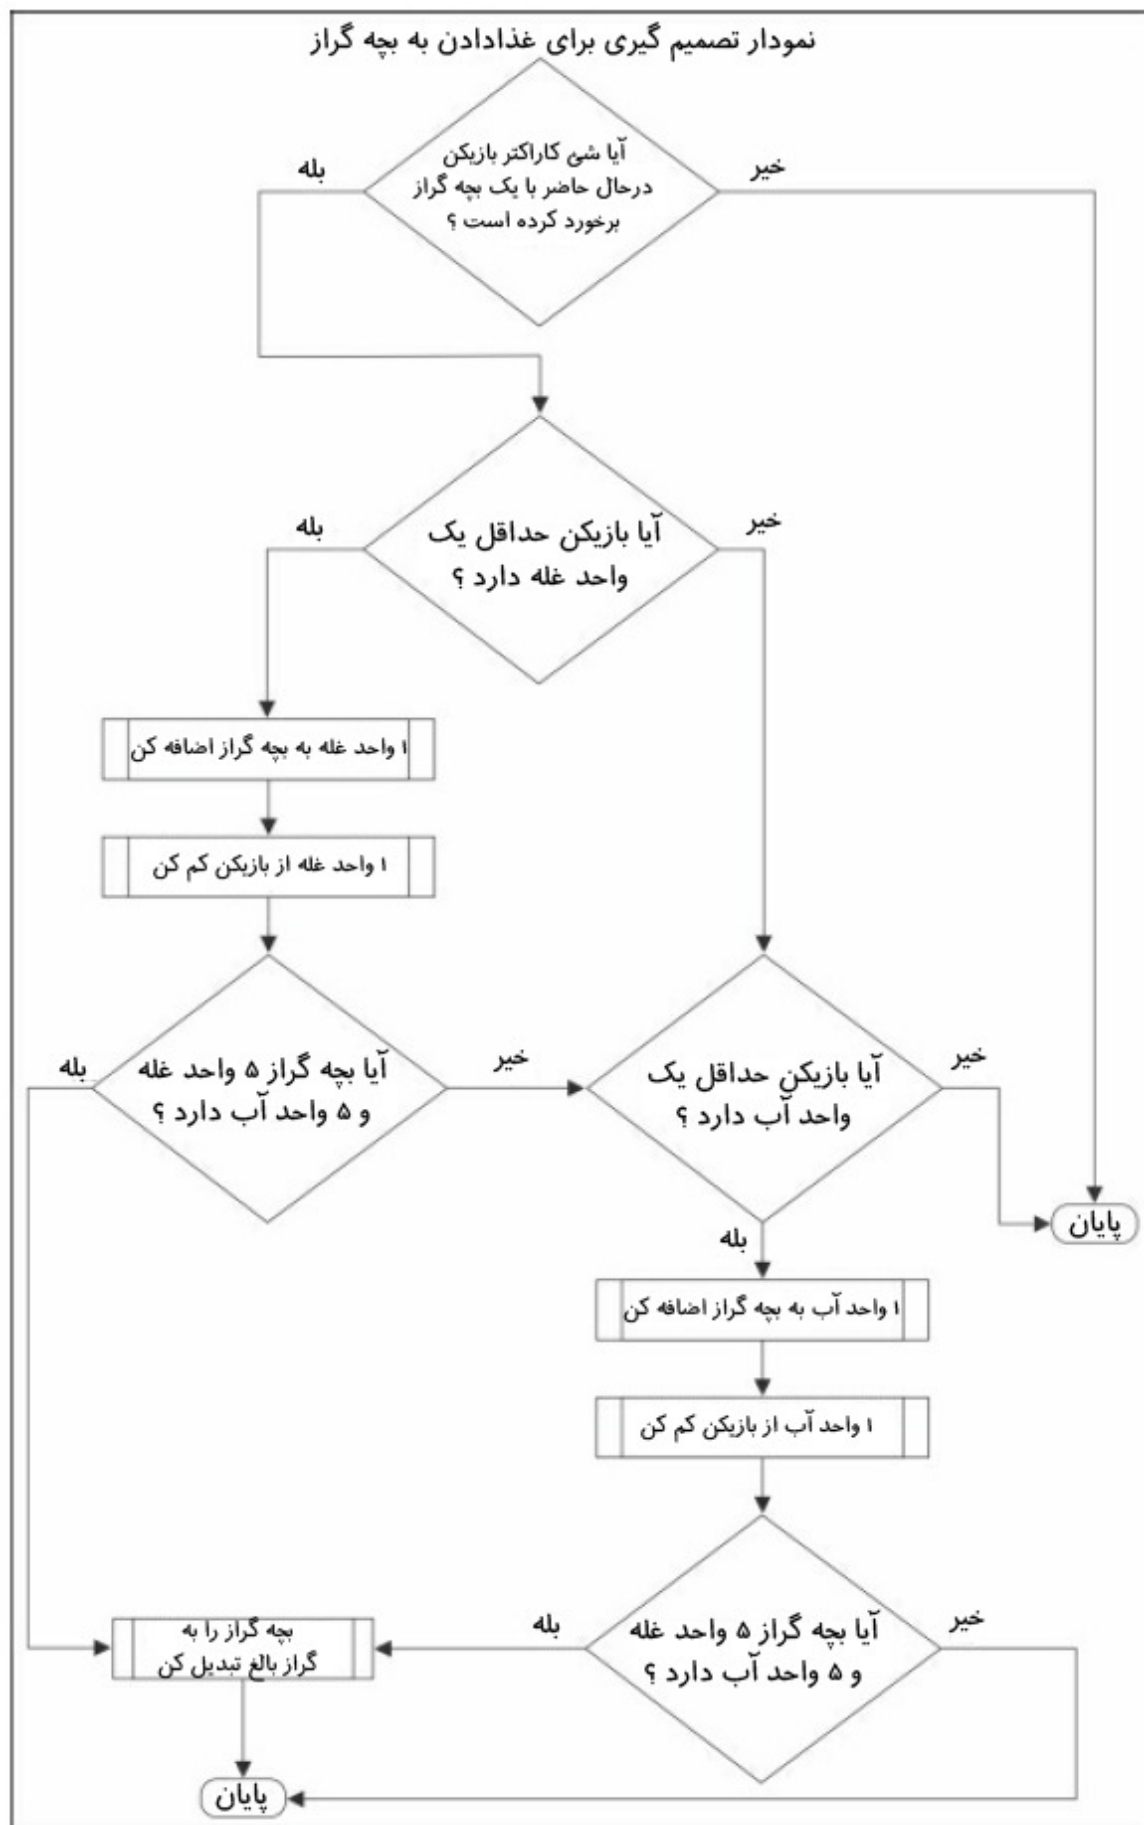 نمودار تصمیم گیری برای غذادادن به بچه گراز
آیا شئ کاراکتر بازیکن
درحال حاضر با یک بچه گراز
برخورد کرده است ؟
خیر
بله
آیا بازیکن حداقل یک
واحد غله دارد ؟
خیر
بله
۱ واحد غله به بچه گراز اضافه کن
۱ واحد غله از بازیکن کم کن
آیا بچه گراز ۵ واحد غله
و ۵ واحد آب دارد ؟
خیر
بله
آیا بازیکن حداقل یک
واحد آب دارد ؟
خیر
بله
پایان
۱ واحد آب به بچه گراز اضافه کن
۱ واحد آب از بازیکن کم کن
آیا بچه گراز ۵ واحد غله
و ۵ واحد آب دارد ؟
خیر
بله
بچه گراز را به
گراز بالغ تبدیل کن
پایان